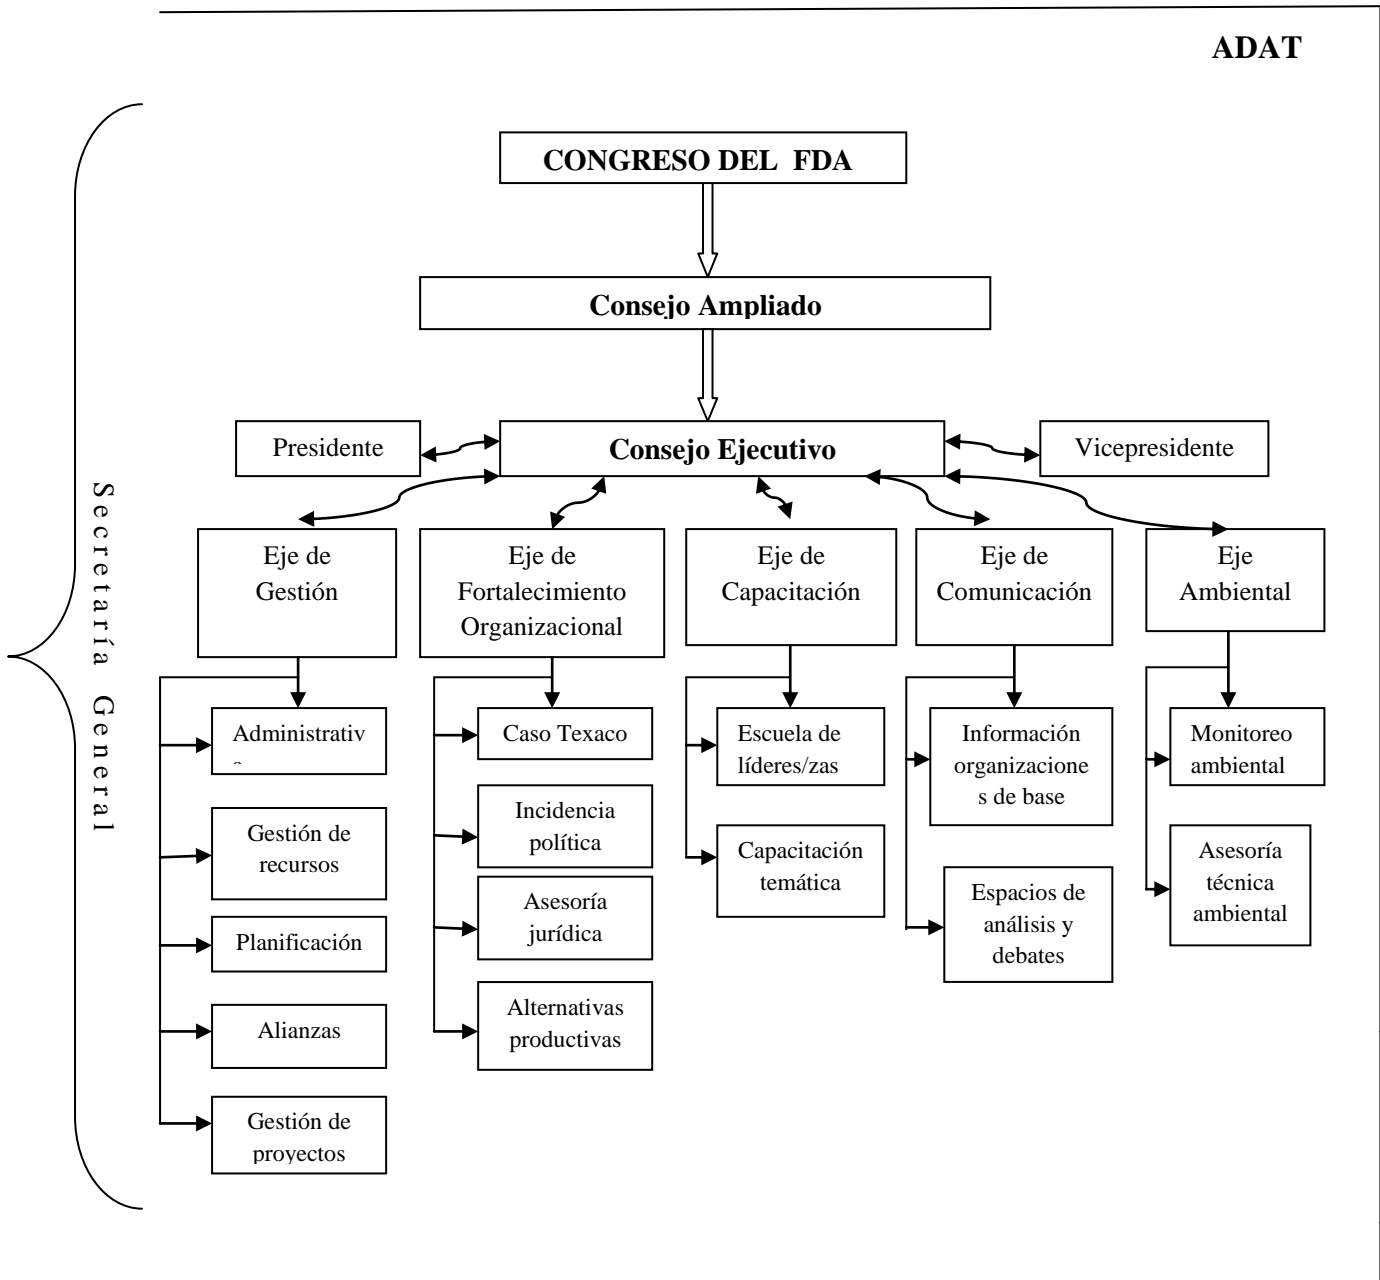 ADAT
CONGRESO DEL FDA
Consejo Ampliado
Presidente
Consejo Ejecutivo
Vicepresidente
Secretaría General
Eje de
Gestión
Eje de
Fortalecimiento
Organizacional
Eje de
Capacitación
Eje de
Comunicación
Eje
Ambiental
Administrativ
Gestión de
recursos
Planificación
Alianzas
Gestión de
proyectos
Caso Texaco
Incidencia
política
Asesoría
jurídica
Alternativas
productivas
Escuela de
líderes/zas
Capacitación
temática
Información
organizacione
s de base
Espacios de
análisis y
debates
Monitoreo
ambiental
Asesoría
técnica
ambiental